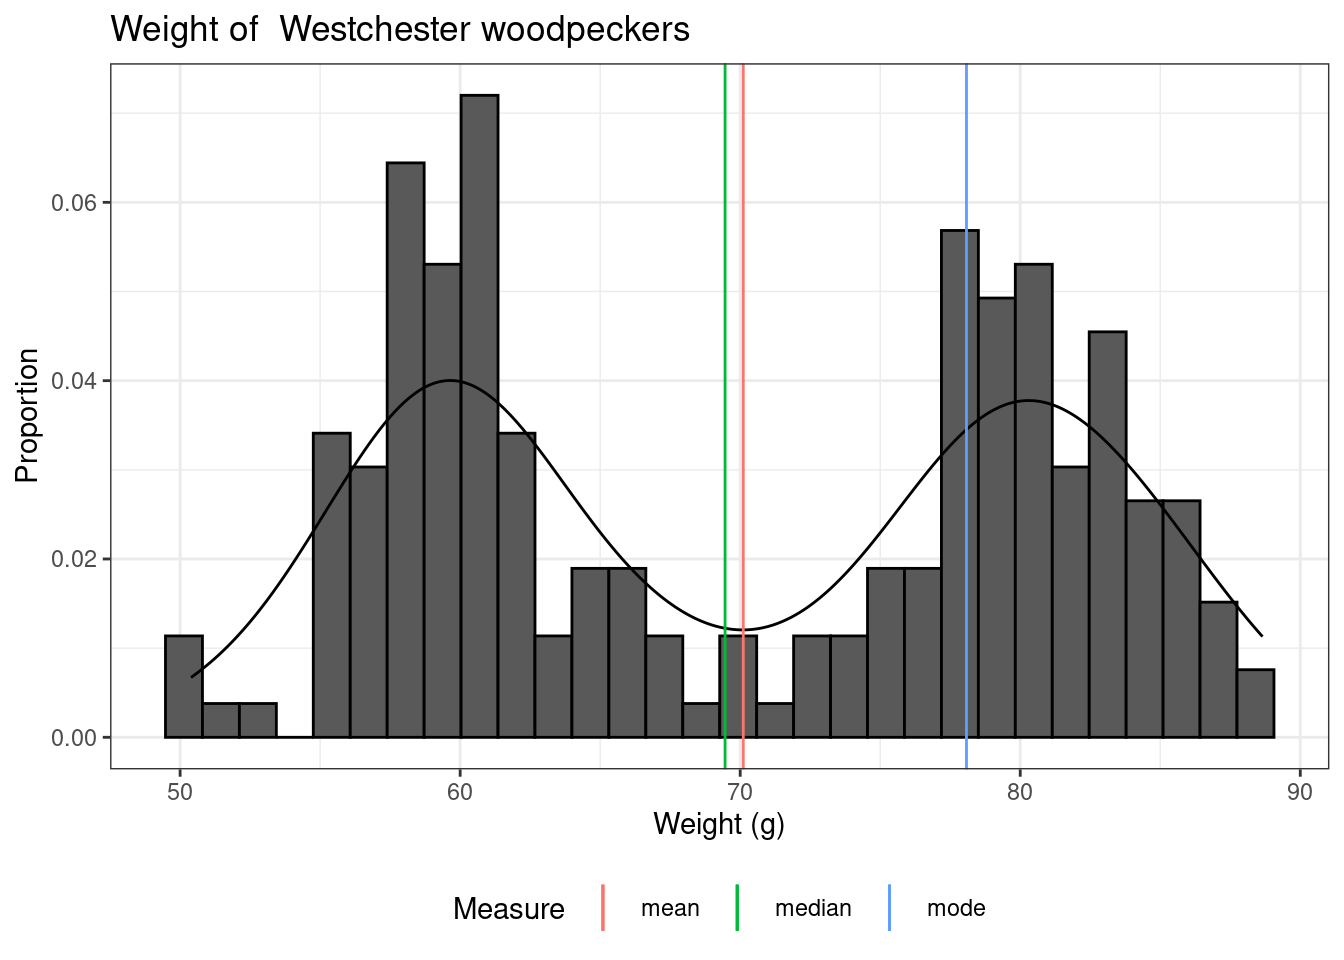 Weight of  Westchester woodpeckers
Proportion
0.06
0.04
0.02
0.00
50 60 70 80 90
Weight (g)
Measure mean median mode